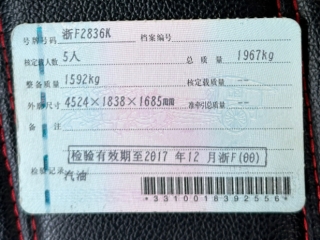 号牌号码 浙F2836K 档案编号
核定载人数 5人 总质量 1967kg
整备质量 1592kg 核定载质量 --
外廓尺寸 4524×1838×1685mm 准牵引总质量 --
备注
检验有效期至2017年12月浙F(00)
检验记录 汽油
*3310018392556*